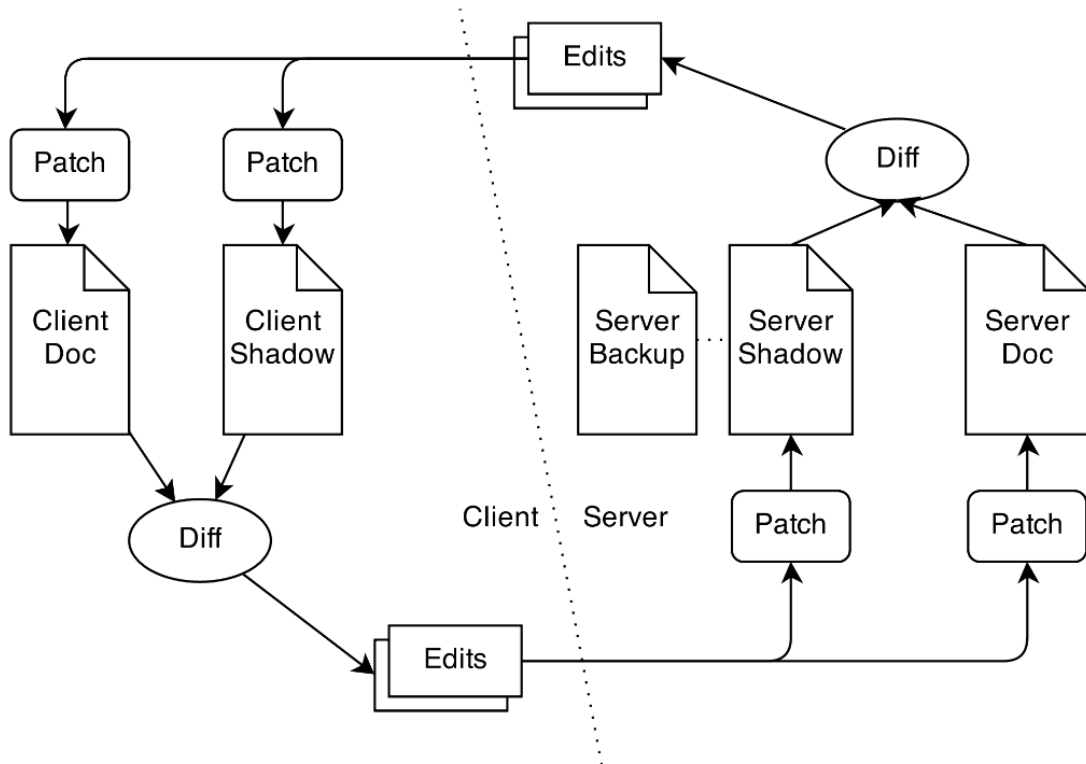 Edits
Patch
Patch
Diff
Client
Doc
Client
Shadow
Server
Backup
Server
Shadow
Server
Doc
Diff
Client
Server
Patch
Patch
Edits